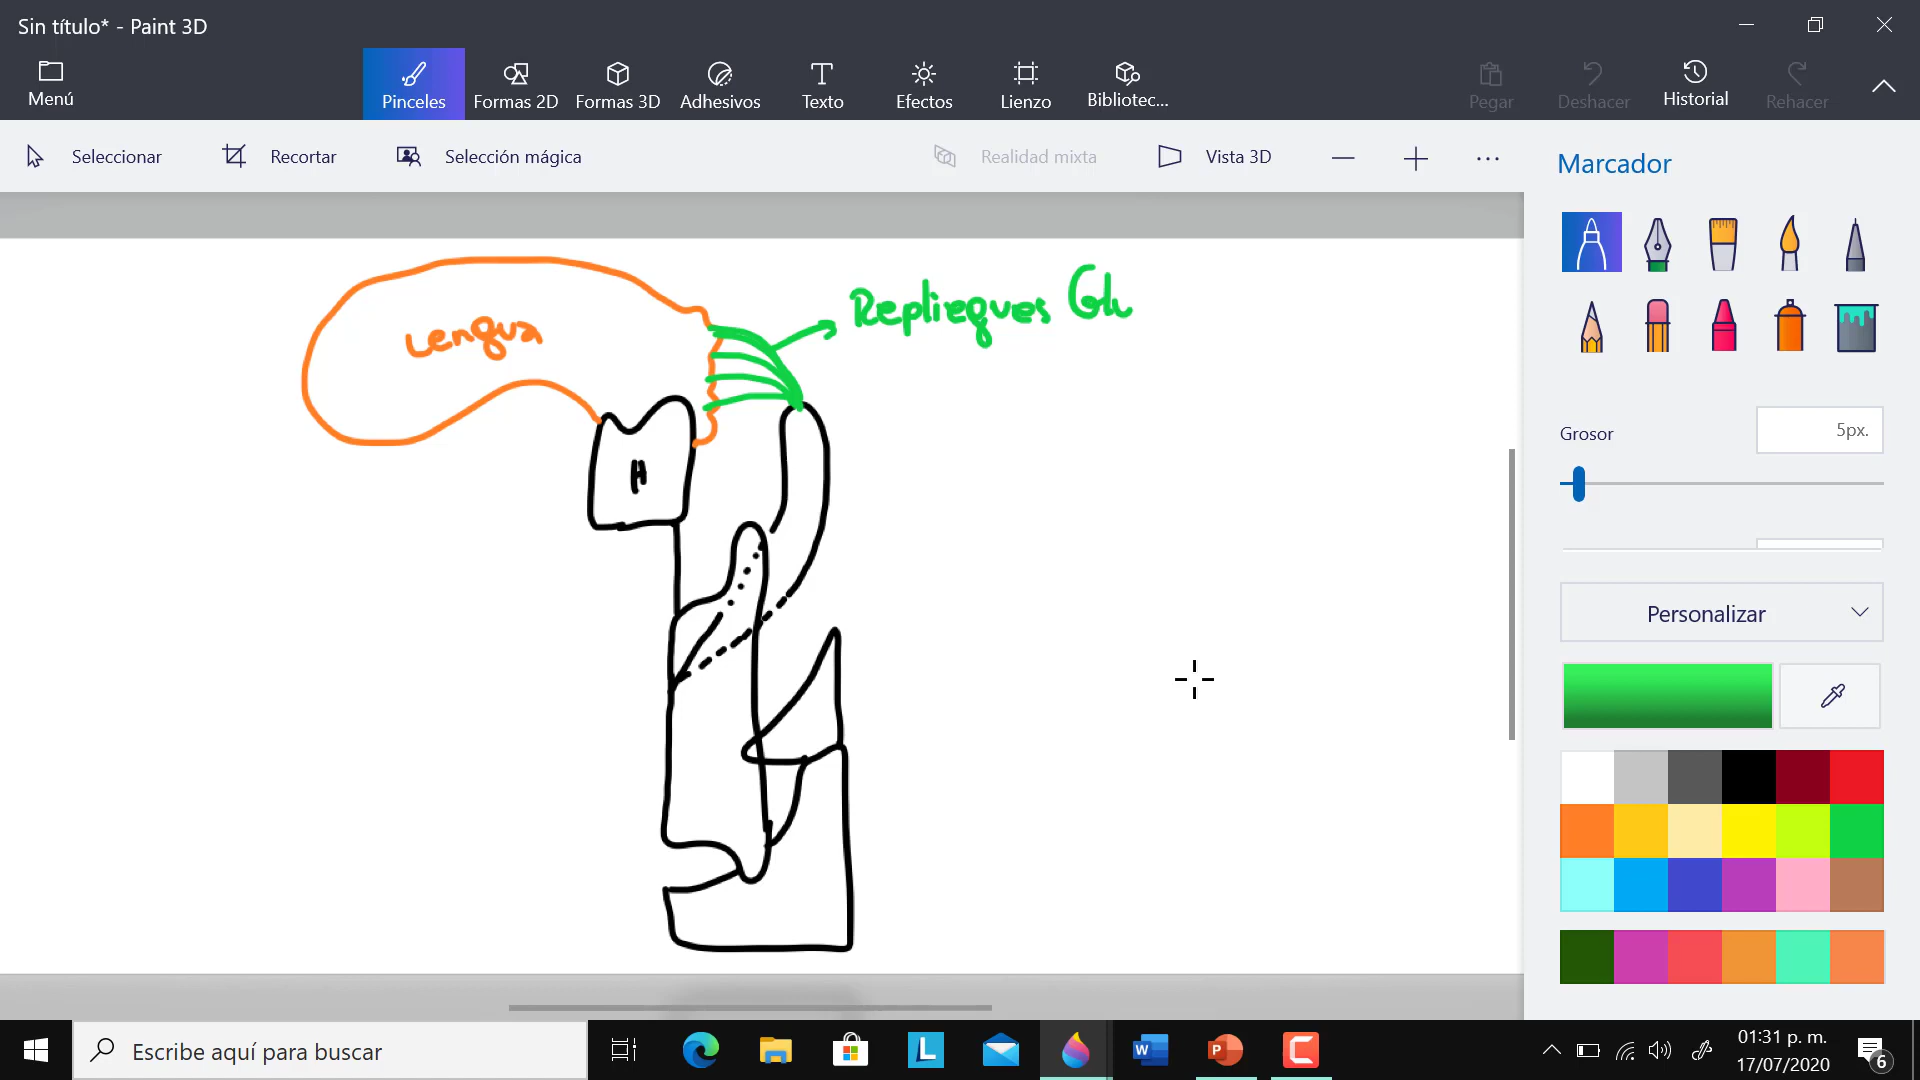 Sin título* - Paint 3D
Menú
Pinceles
Formas 2D
Formas 3D
Adhesivos
Texto
Efectos
Lienzo
Bibliotec...
Pegar
Deshacer
Historial
Rehacer
Seleccionar
Recortar
Selección mágica
Realidad mixta
Vista 3D
Marcador
Lengua
Repliegues Glu
H
Grosor
5px.
Personalizar
Escribe aquí para buscar
L
W
P
01:31 p. m.
17/07/2020
6